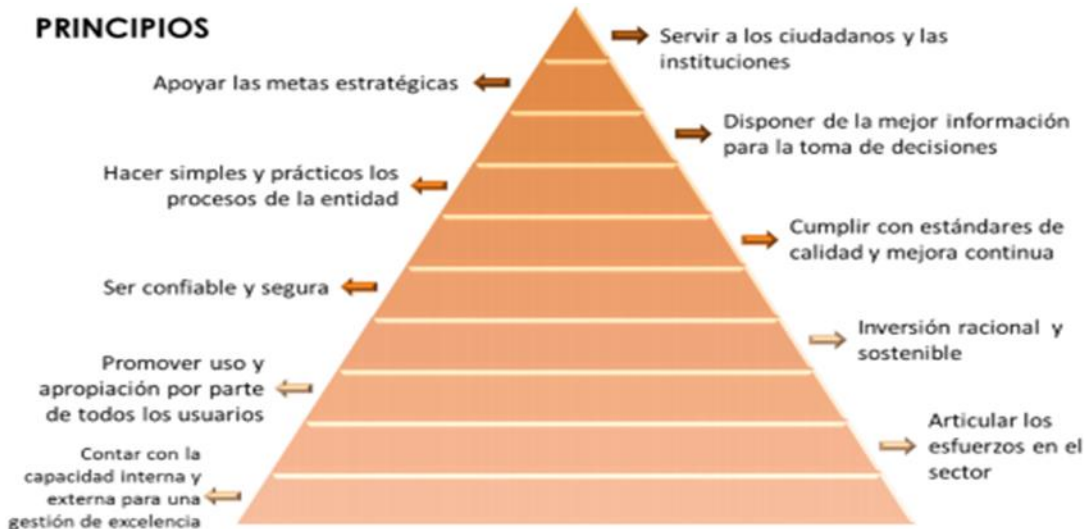 PRINCIPIOS
Servir a los ciudadanos y las
instituciones
Apoyar las metas estratégicas
Disponer de la mejor información
para la toma de decisiones
Hacer simples y prácticos los
procesos de la entidad
Cumplir con estándares de
calidad y mejora continua
Ser confiable y segura
Inversión racional y
sostenible
Promover uso y
apropiación por parte
de todos los usuarios
Articular los
esfuerzos en el
sector
Contar con la
capacidad interna y
externa para una
gestión de excelencia